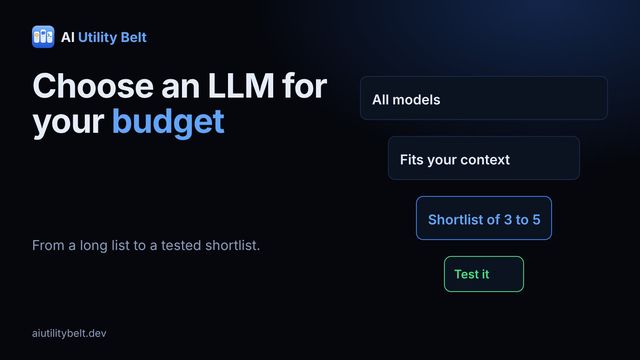 AI Utility Belt
Choose an LLM for
your budget
From a long list to a tested shortlist.
aiutilitybelt.dev
All models
Fits your context
Shortlist of 3 to 5
Test it